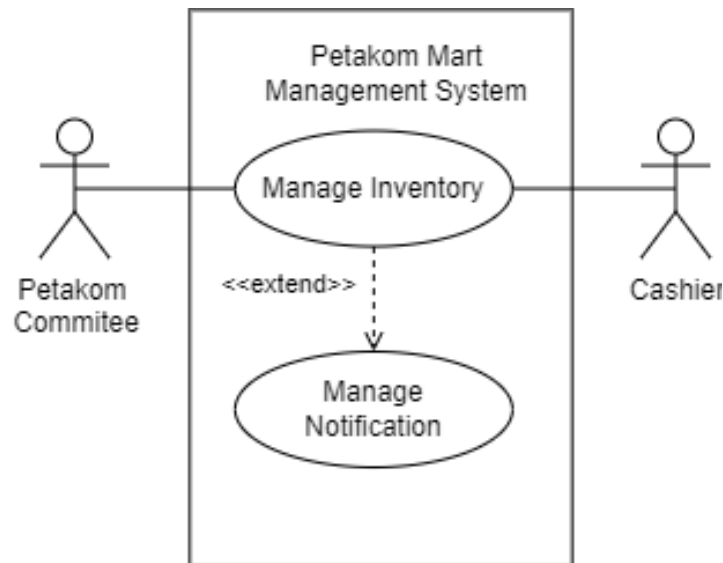 Petakom Mart
Management System
Manage Inventory
<<extend>>
Petakom
Commitee
Cashier
Manage
Notification